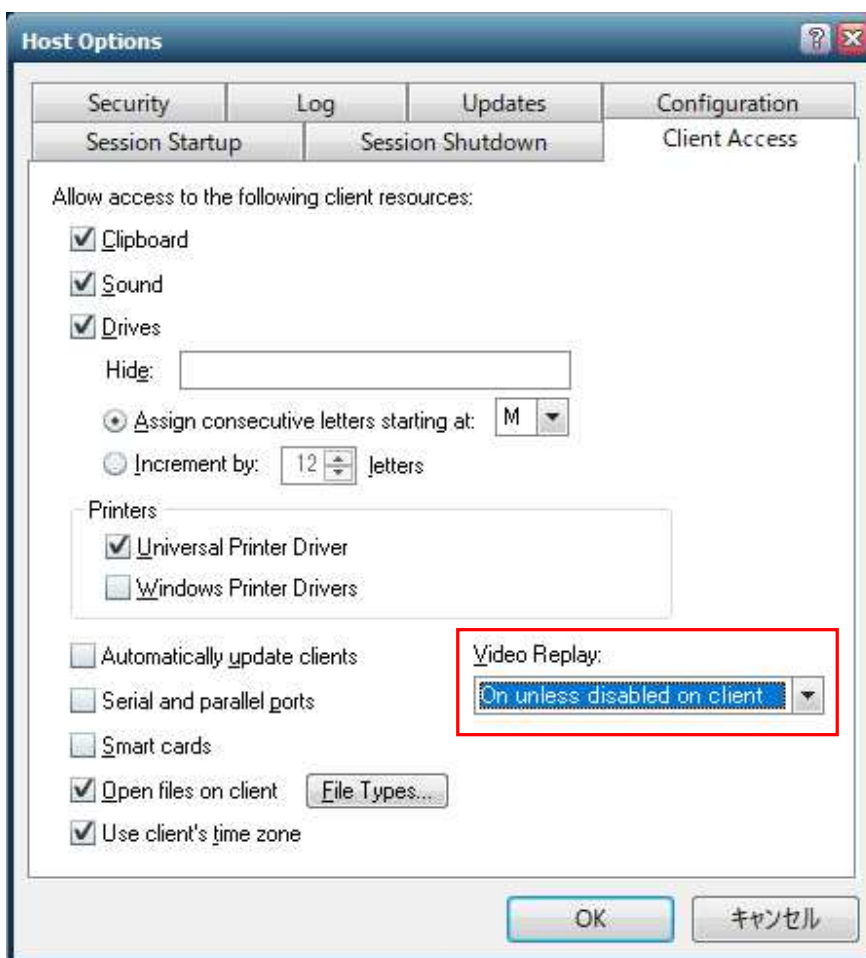 Host Options
Security Log Updates Configuration
Session Startup Session Shutdown Client Access
Allow access to the following client resources:
Clipboard
Sound
Drives
Hide:
Assign consecutive letters starting at: M
Increment by: 12 letters
Printers
Universal Printer Driver
Windows Printer Drivers
Automatically update clients Video Replay:
Serial and parallel ports On unless disabled on client
Smart cards
Open files on client File Types...
Use client's time zone
OK キャンセル